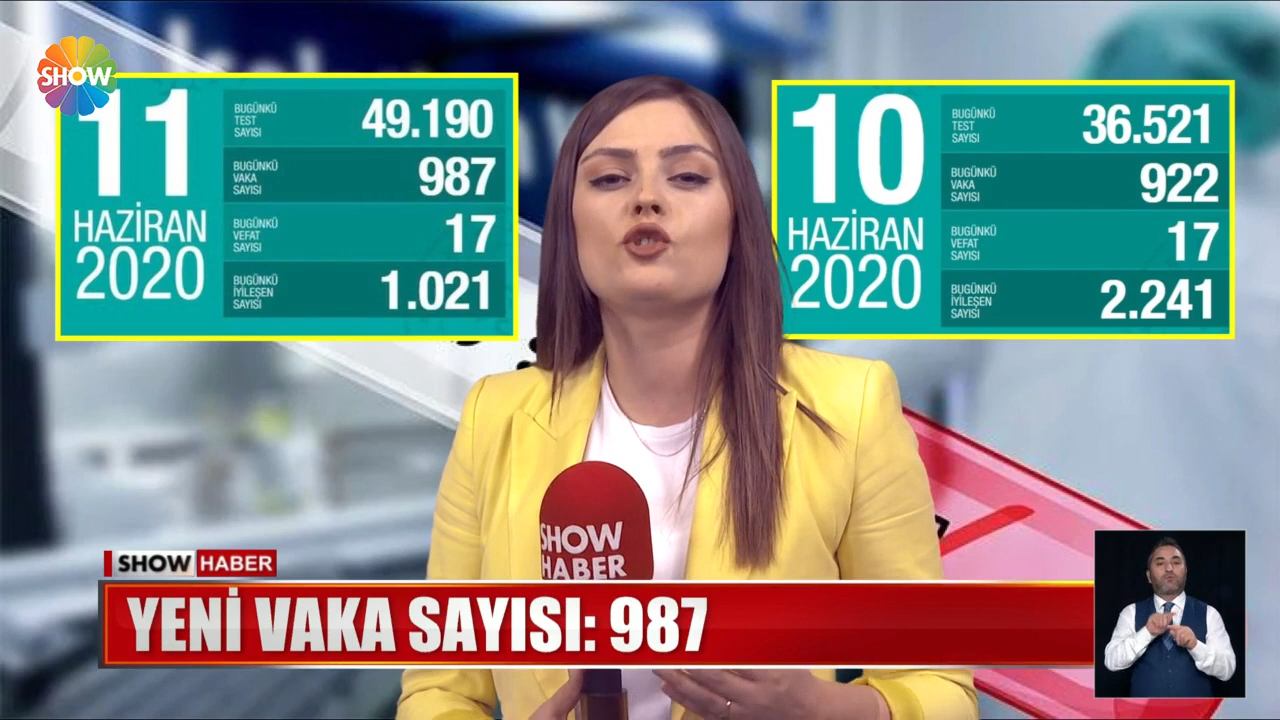 SHOW
11
HAZİRAN
2020
BUGÜNKÜ
TEST
SAYISI
49.190
BUGÜNKÜ
VAKA
SAYISI
987
BUGÜNKÜ
VEFAT
SAYISI
17
BUGÜNKÜ
İYİLEŞEN
SAYISI
1.021
10
HAZİRAN
2020
BUGÜNKÜ
TEST
SAYISI
36.521
BUGÜNKÜ
VAKA
SAYISI
922
BUGÜNKÜ
VEFAT
SAYISI
17
BUGÜNKÜ
İYİLEŞEN
SAYISI
2.241
SHOW
HABER
SHOW HABER
YENİ VAKA SAYISI: 987